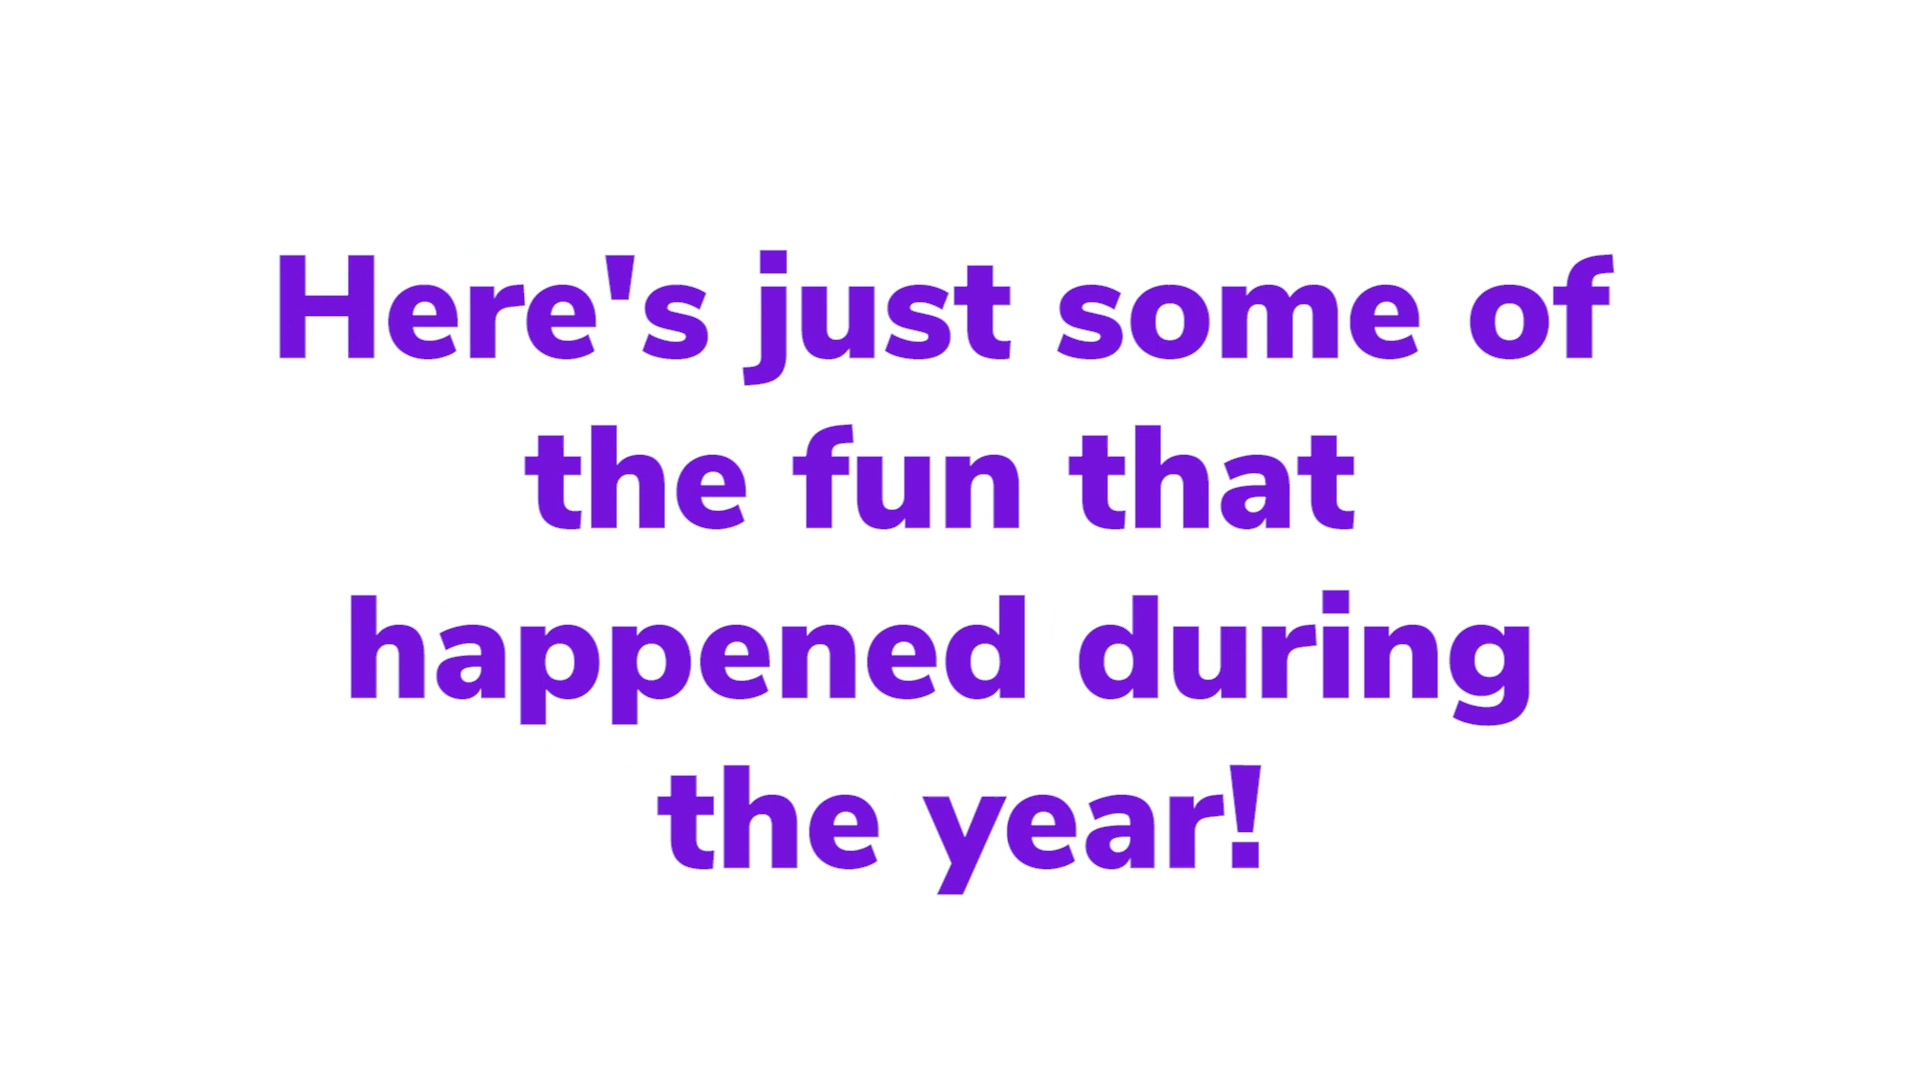 Here's just some of
the fun that
happened during
the year!